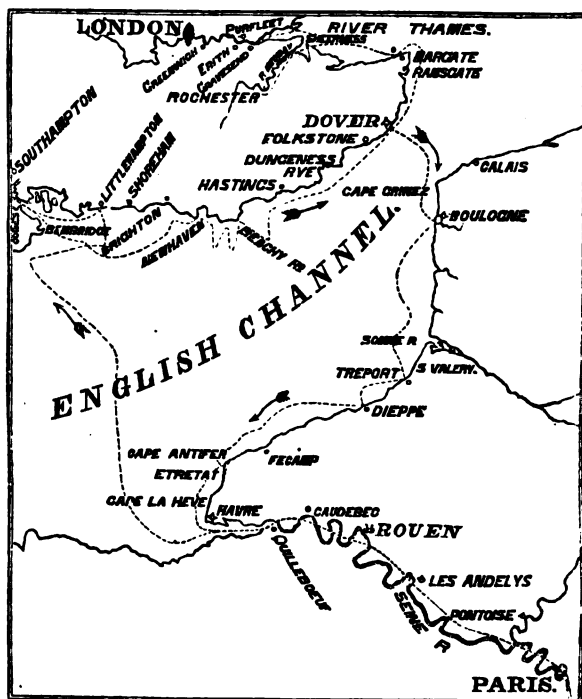 LONDON
PURFLEET
RIVER THAMES.
GREENWICH
ERITH
GRAVESEND
SHEERNESS
ROCHESTER
MARGATE
RAMSGATE
SOUTHAMPTON
LITTLEHAMPTON
SHOREHAM
DOVER
FOLKSTONE
DUNGENESS
RYE
HASTINGS
CALAIS
CAPE GRINEZ
BOULOGNE
BEMBRIDGE
BRIGHTON
NEWHAVEN
BEACHY HD
ENGLISH CHANNEL.
SOMME R
S VALERY.
TREPORT
DIEPPE
CAPE ANTIFER
ETRETAT
FECAMP
CAPE LA HEVE
HAVRE
CAUDEBEC
ROUEN
QUILLEBOEUF
LES ANDELYS
SEINE R
PONTOISE
PARIS.